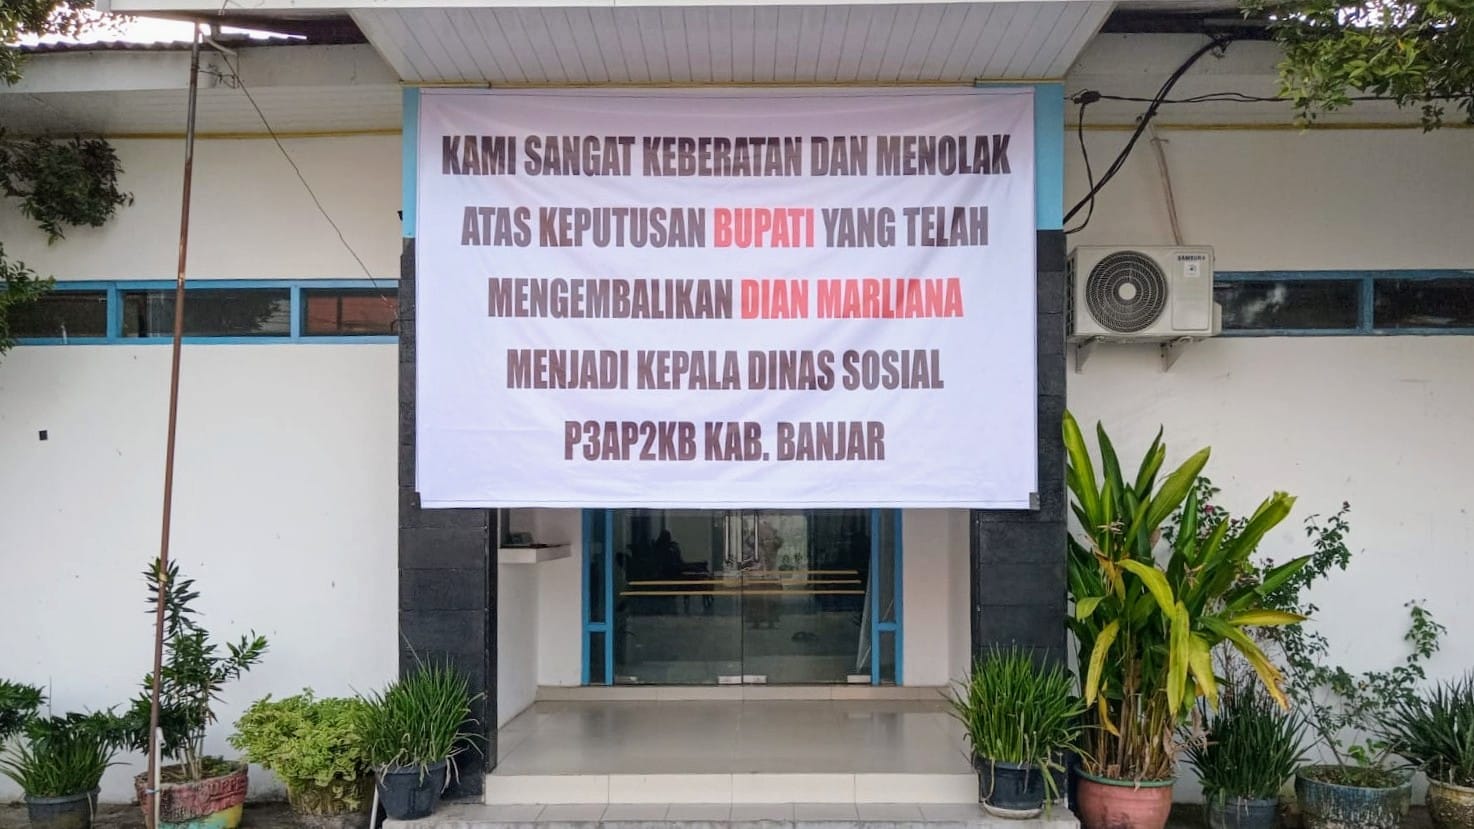 KAMI SANGAT KEBERATAN DAN MENOLAK
ATAS KEPUTUSAN BUPATI YANG TELAH
MENGEMBALIKAN DIAN MARLIANA
MENJADI KEPALA DINAS SOSIAL
P3AP2KB KAB. BANJAR